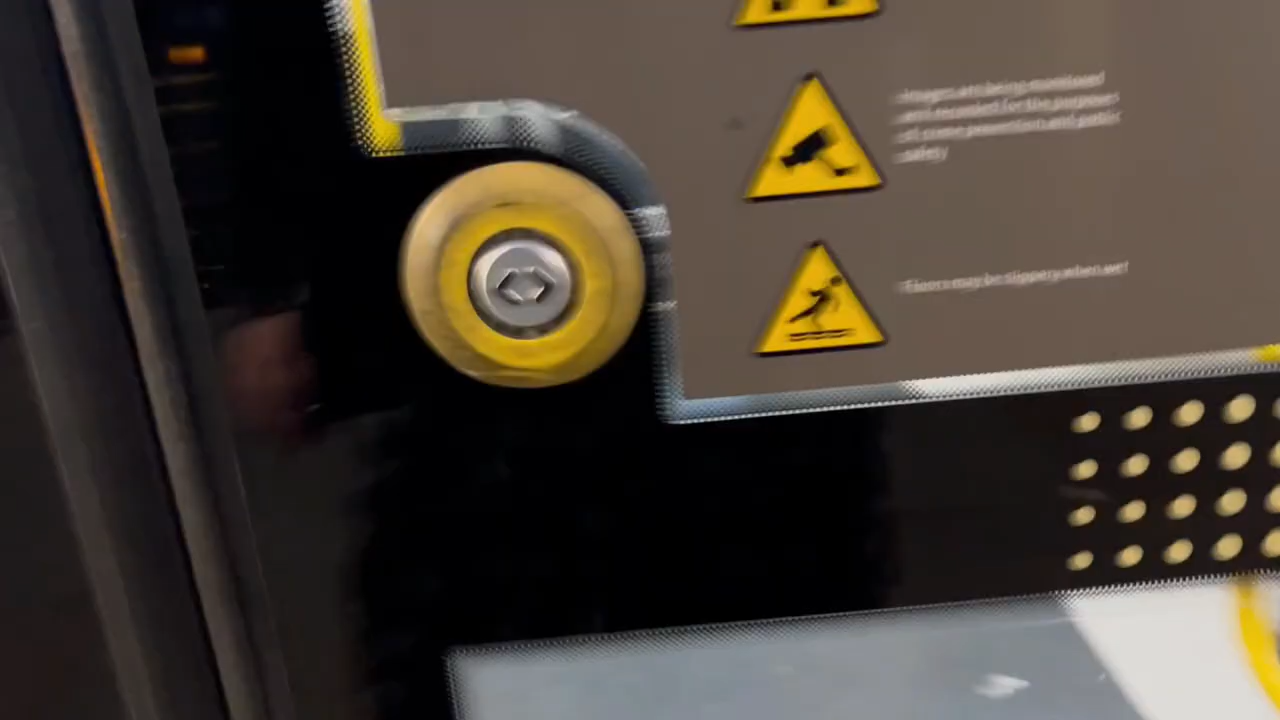 Images are being monitored
and recorded for the purposes
of crime prevention and public
safety
Floors may be slippery when wet